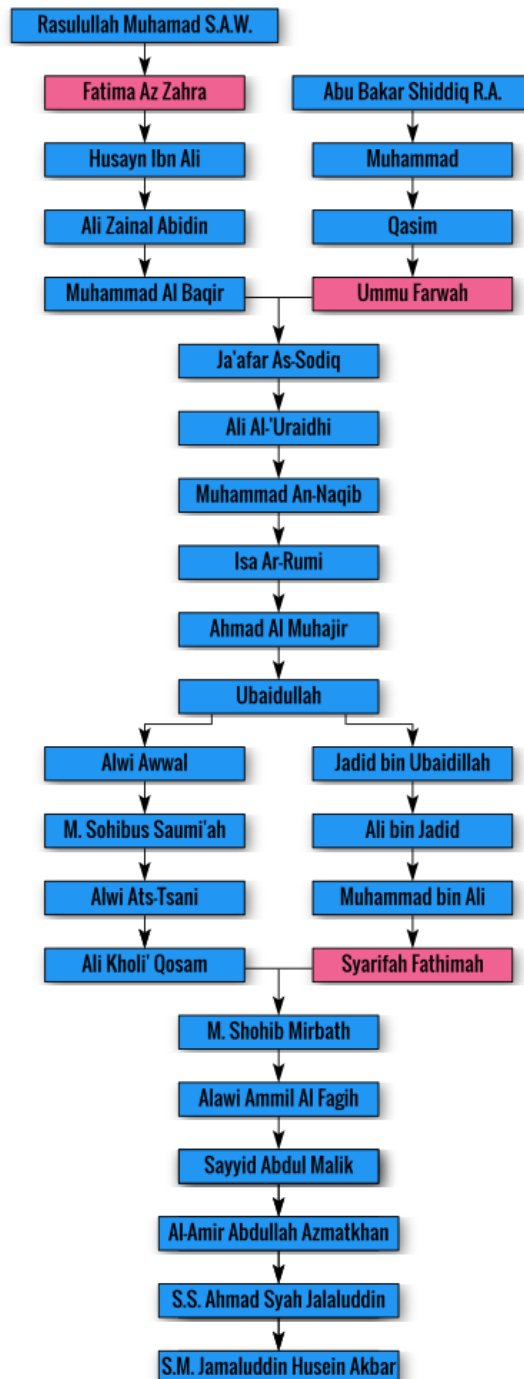 Rasulullah Muhamad S.A.W.
Fatima Az Zahra
Abu Bakar Shiddiq R.A.
Husayn Ibn Ali
Muhammad
Ali Zainal Abidin
Qasim
Muhammad Al Baqir
Ummu Farwah
Ja'afar As-Sodiq
Ali Al-'Uraidhi
Muhammad An-Naqib
Isa Ar-Rumi
Ahmad Al Muhajir
Ubaidullah
Alwi Awwal
Jadid bin Ubaidillah
M. Sohibus Saumi'ah
Ali bin Jadid
Alwi Ats-Tsani
Muhammad bin Ali
Ali Kholi' Qosam
Syarifah Fathimah
M. Shohib Mirbath
Alawi Ammil Al Fagih
Sayyid Abdul Malik
Al-Amir Abdullah Azmatkhan
S.S. Ahmad Syah Jalaluddin
S.M. Jamaluddin Husein Akbar